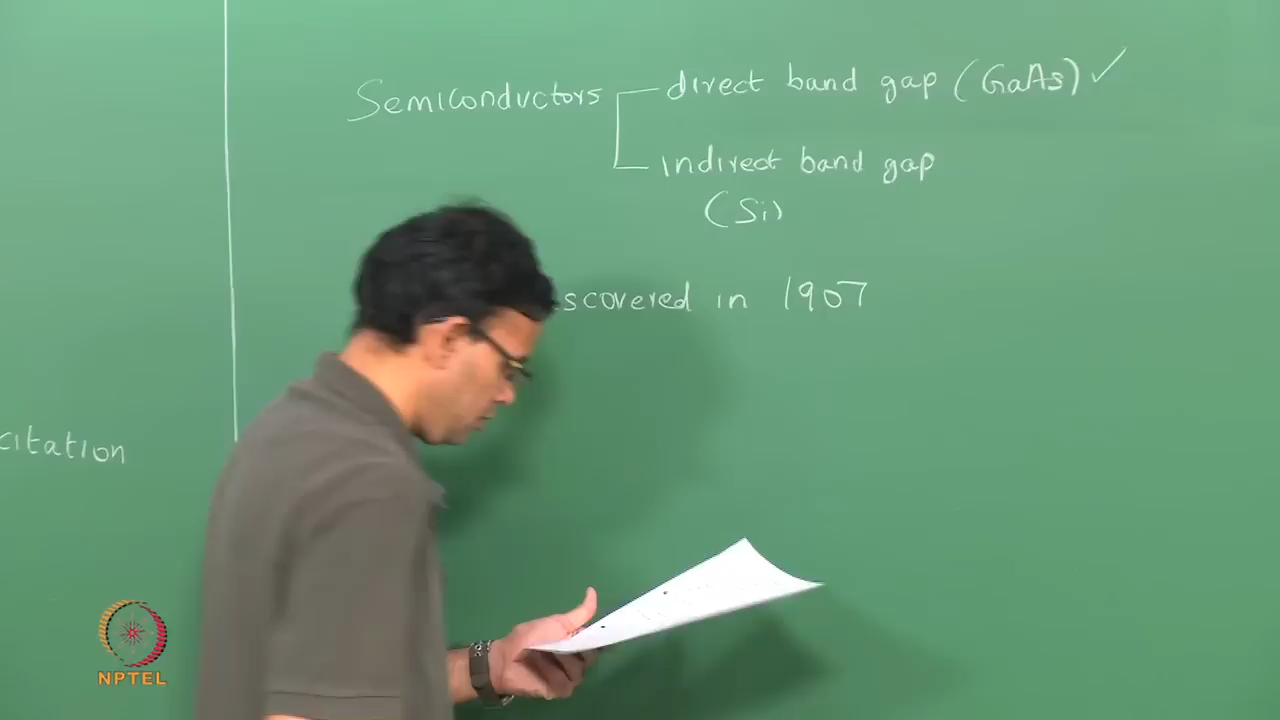 Semiconductors direct band gap (GaAs) ✓
indirect band gap
(Si)
scovered in 1907
citation
NPTEL